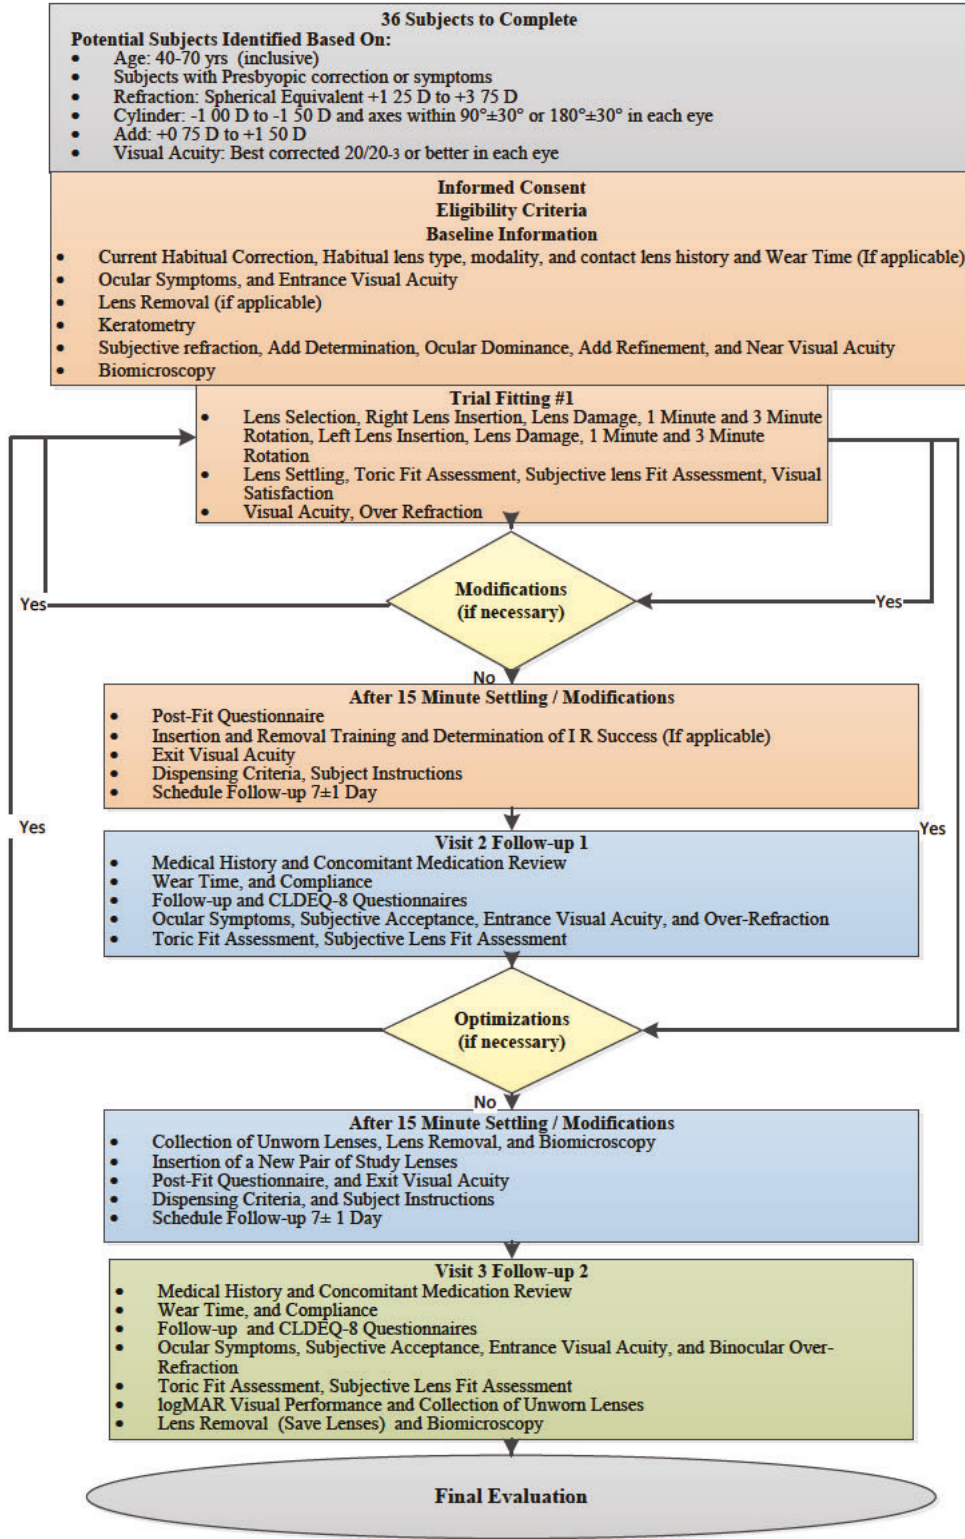 36 Subjects to Complete
Potential Subjects Identified Based On:
• Age: 40-70 yrs (inclusive)
• Subjects with Presbyopic correction or symptoms
• Refraction: Spherical Equivalent +1 25 D to +3 75 D
• Cylinder: -1 00 D to -1 50 D and axes within 90°±30° or 180°±30° in each eye
• Add: +0 75 D to +1 50 D
• Visual Acuity: Best corrected 20/20-3 or better in each eye
Informed Consent
Eligibility Criteria
Baseline Information
• Current Habitual Correction, Habitual lens type, modality, and contact lens history and Wear Time (If applicable)
• Ocular Symptoms, and Entrance Visual Acuity
• Lens Removal (if applicable)
• Keratometry
• Subjective refraction, Add Determination, Ocular Dominance, Add Refinement, and Near Visual Acuity
• Biomicroscopy
Trial Fitting #1
• Lens Selection, Right Lens Insertion, Lens Damage, 1 Minute and 3 Minute
Rotation, Left Lens Insertion, Lens Damage, 1 Minute and 3 Minute
Rotation
• Lens Settling, Toric Fit Assessment, Subjective lens Fit Assessment, Visual
Satisfaction
• Visual Acuity, Over Refraction
Modifications
(if necessary)
Yes
Yes
No
After 15 Minute Settling / Modifications
• Post-Fit Questionnaire
• Insertion and Removal Training and Determination of I R Success (If applicable)
• Exit Visual Acuity
• Dispensing Criteria, Subject Instructions
• Schedule Follow-up 7±1 Day
Yes
Yes
Visit 2 Follow-up 1
• Medical History and Concomitant Medication Review
• Wear Time, and Compliance
• Follow-up and CLDEQ-8 Questionnaires
• Ocular Symptoms, Subjective Acceptance, Entrance Visual Acuity, and Over-Refraction
• Toric Fit Assessment, Subjective Lens Fit Assessment
Optimizations
(if necessary)
No
After 15 Minute Settling / Modifications
• Collection of Unworn Lenses, Lens Removal, and Biomicroscopy
• Insertion of a New Pair of Study Lenses
• Post-Fit Questionnaire, and Exit Visual Acuity
• Dispensing Criteria, and Subject Instructions
• Schedule Follow-up 7± 1 Day
Visit 3 Follow-up 2
• Medical History and Concomitant Medication Review
• Wear Time, and Compliance
• Follow-up and CLDEQ-8 Questionnaires
• Ocular Symptoms, Subjective Acceptance, Entrance Visual Acuity, and Binocular Over-
Refraction
• Toric Fit Assessment, Subjective Lens Fit Assessment
• logMAR Visual Performance and Collection of Unworn Lenses
• Lens Removal (Save Lenses) and Biomicroscopy
Final Evaluation